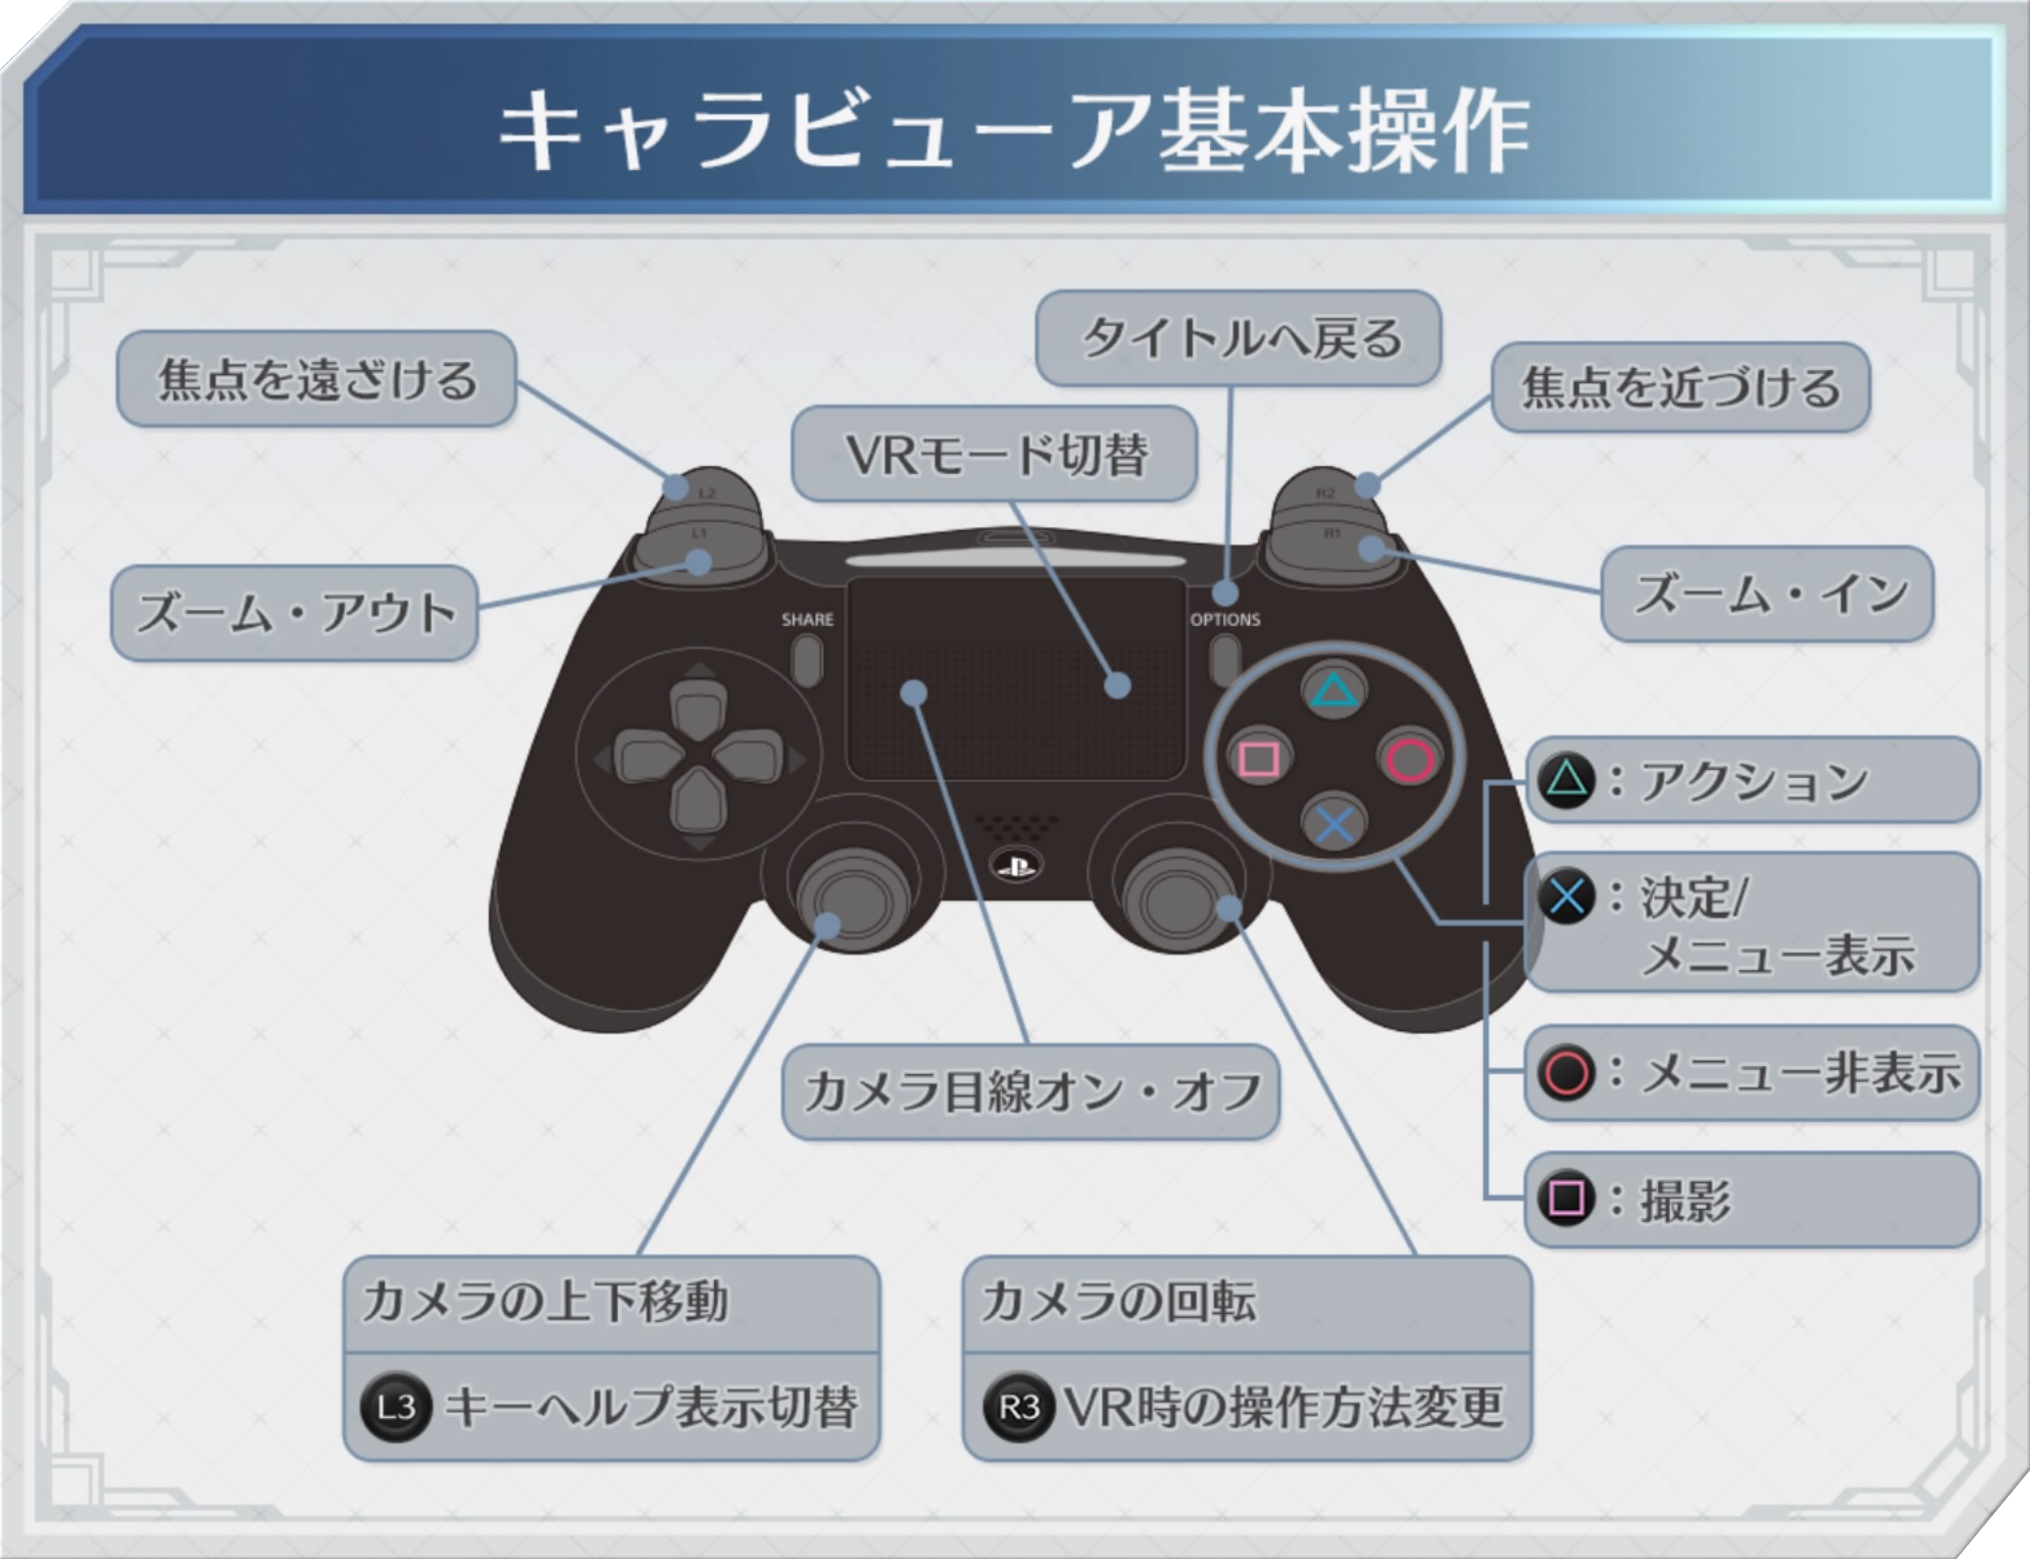 キャラビューア基本操作
タイトルへ戻る
焦点を遠ざける
焦点を近づける
VRモード切替
L2
R2
L1
R1
ズーム・アウト
ズーム・イン
SHARE
OPTIONS
△：アクション
×：決定/
メニュー表示
○：メニュー非表示
□：撮影
カメラ目線オン・オフ
カメラの上下移動
L3 キーヘルプ表示切替
カメラの回転
R3 VR時の操作方法変更